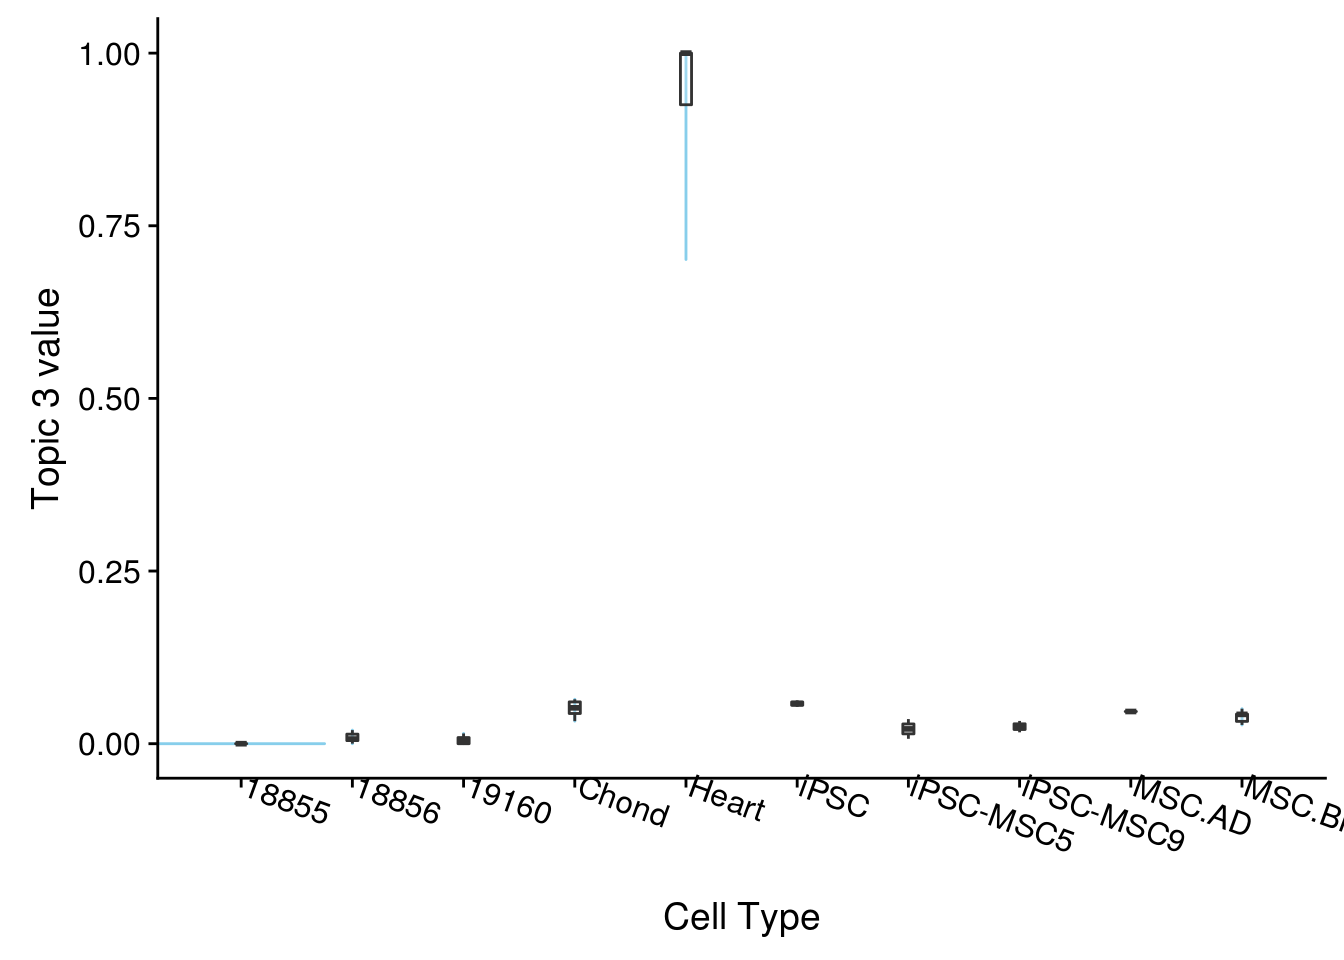 1.00
0.75
0.50
0.25
0.00
Topic 3 value
18855
18856
19160
Chond
Heart
iPSC
iPSC-MSC5
iPSC-MSC9
MSC.AD
Cell Type